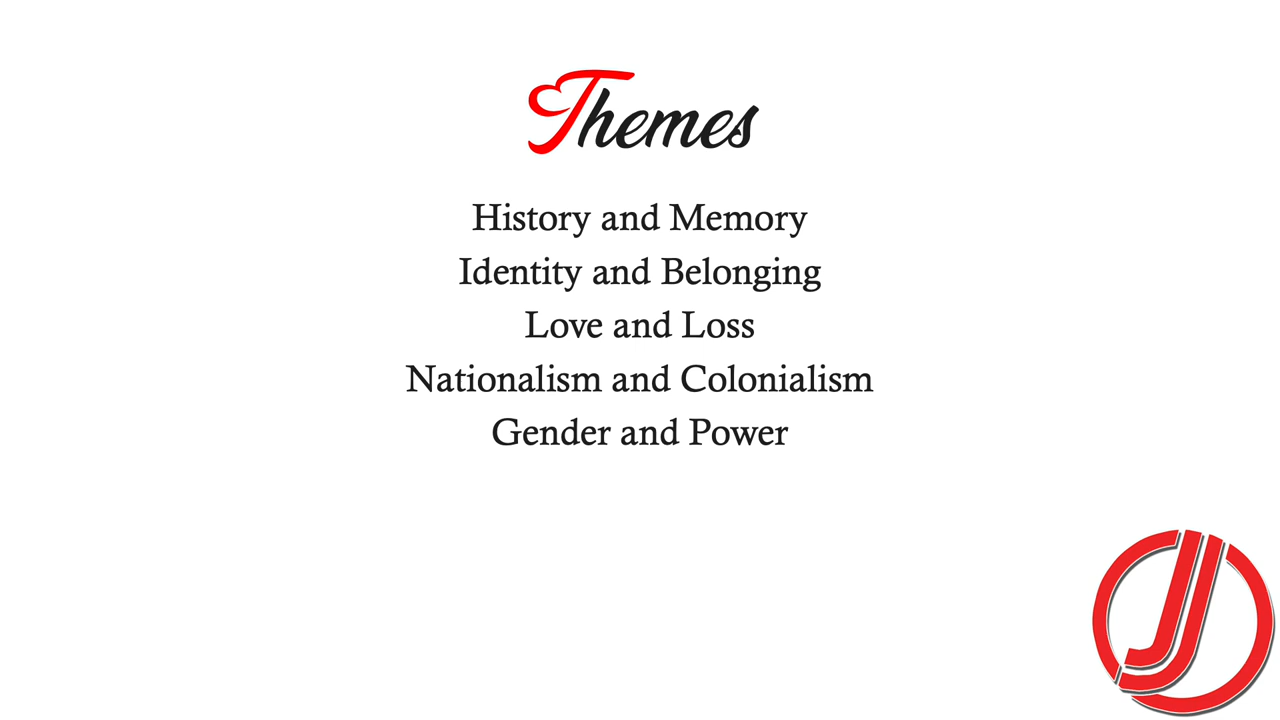 Themes
History and Memory
Identity and Belonging
Love and Loss
Nationalism and Colonialism
Gender and Power